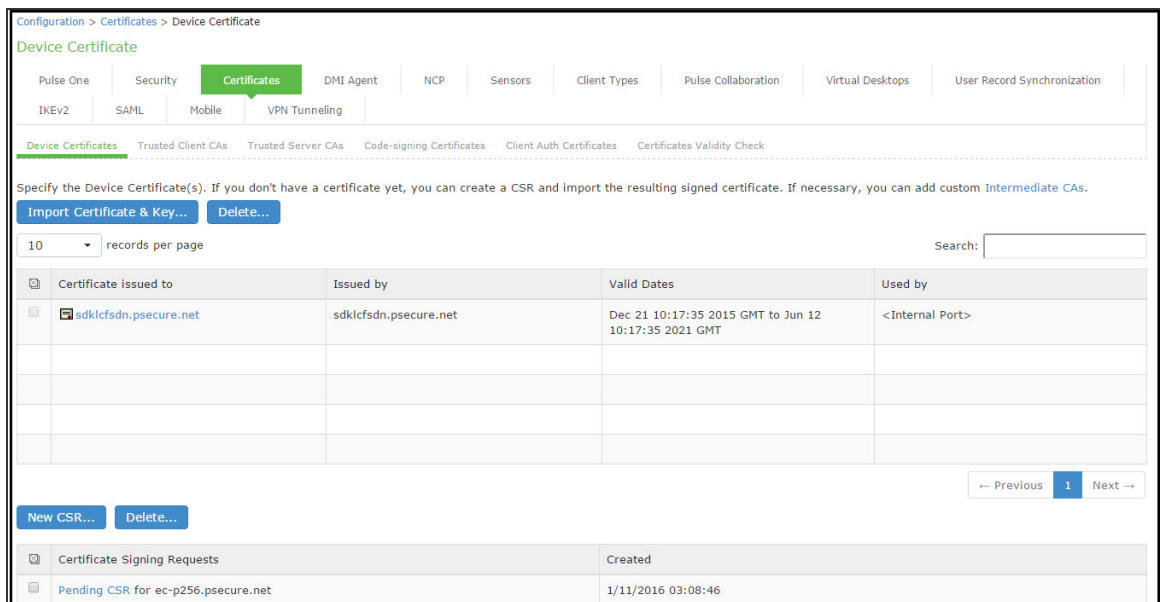 Configuration > Certificates > Device Certificate
Device Certificate
Pulse One Security Certificates DMI Agent NCP Sensors Client Types Pulse Collaboration Virtual Desktops User Record Synchronization
IKEv2 SAML Mobile VPN Tunneling
Device Certificates Trusted Client CAs Trusted Server CAs Code-signing Certificates Client Auth Certificates Certificates Validity Check
Specify the Device Certificate(s). If you don't have a certificate yet, you can create a CSR and import the resulting signed certificate. If necessary, you can add custom Intermediate CAs.
Import Certificate & Key... Delete...
10 records per page Search:
Certificate issued to Issued by Valid Dates Used by
sdklcfsdn.psecure.net sdklcfsdn.psecure.net Dec 21 10:17:35 2015 GMT to Jun 12 <Internal Port>
10:17:35 2021 GMT
← Previous 1 Next →
New CSR... Delete...
Certificate Signing Requests Created
Pending CSR for ec-p256.psecure.net 1/11/2016 03:08:46